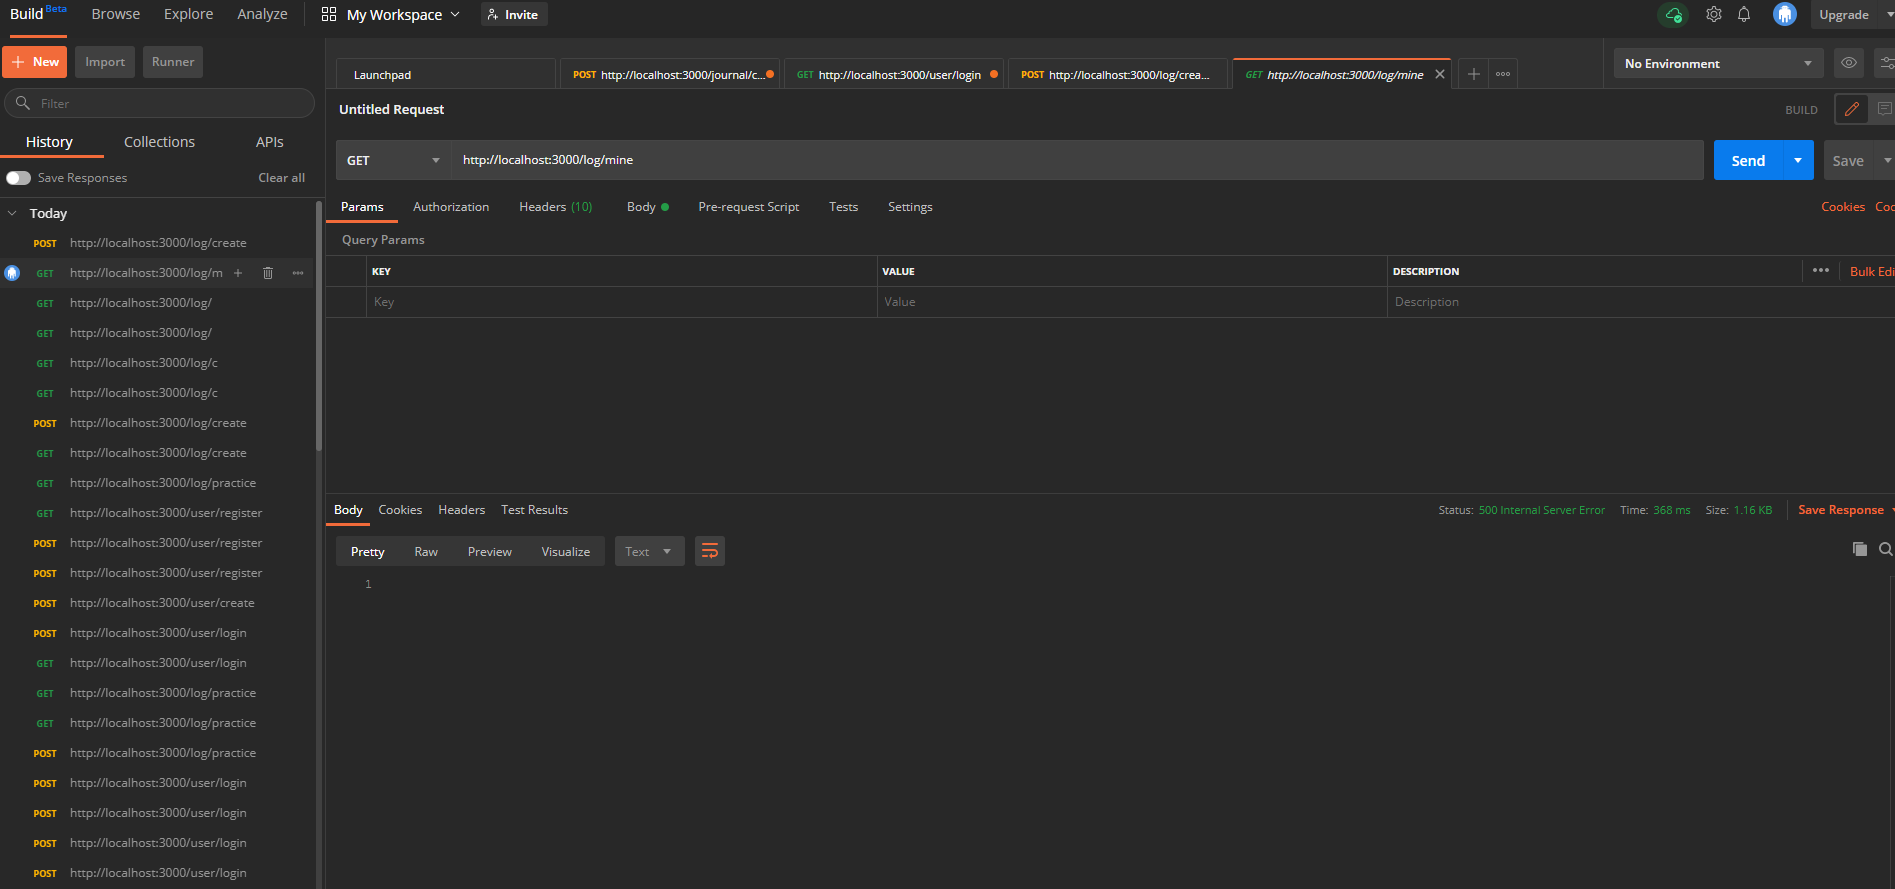 Build Beta Browse Explore Analyze My Workspace Invite Upgrade
New Import Runner
Launchpad POST http://localhost:3000/journal/c... GET http://localhost:3000/user/login POST http://localhost:3000/log/crea... GET http://localhost:3000/log/mine No Environment
Filter
Untitled Request BUILD
History Collections APIs
GET http://localhost:3000/log/mine Send Save
Save Responses Clear all
Params Authorization Headers (10) Body Pre-request Script Tests Settings Cookies Coo
Query Params
KEY VALUE DESCRIPTION Bulk Edi
Key Value Description
Today
POST http://localhost:3000/log/create
GET http://localhost:3000/log/m
GET http://localhost:3000/log/
GET http://localhost:3000/log/
GET http://localhost:3000/log/c
GET http://localhost:3000/log/c
POST http://localhost:3000/log/create
GET http://localhost:3000/log/create
GET http://localhost:3000/log/practice
GET http://localhost:3000/user/register
POST http://localhost:3000/user/register
POST http://localhost:3000/user/register
POST http://localhost:3000/user/create
POST http://localhost:3000/user/login
GET http://localhost:3000/user/login
GET http://localhost:3000/log/practice
GET http://localhost:3000/log/practice
POST http://localhost:3000/log/practice
POST http://localhost:3000/user/login
POST http://localhost:3000/user/login
POST http://localhost:3000/user/login
POST http://localhost:3000/user/login
Body Cookies Headers Test Results Status: 500 Internal Server Error Time: 368 ms Size: 1.16 KB Save Response
Pretty Raw Preview Visualize Text
1